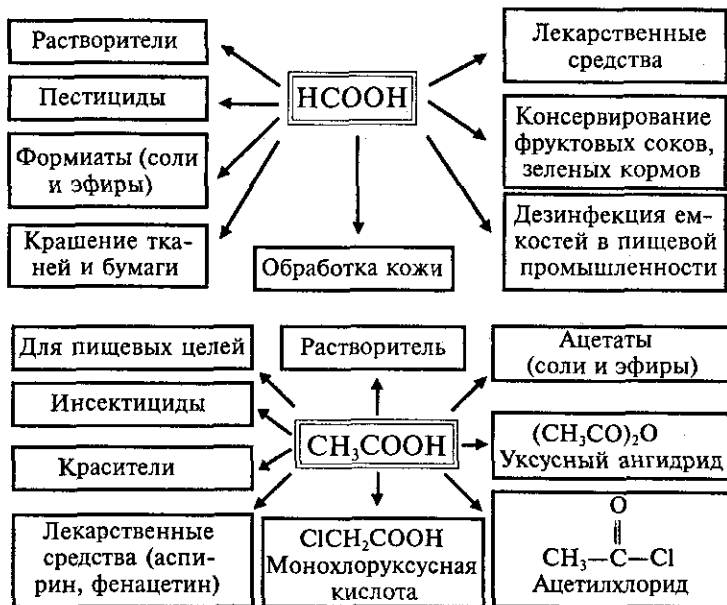 Растворители
Пестициды
Формиаты (соли
и эфиры)
Крашение тка-
ней и бумаги
HCOOH
Обработка кожи
Лекарственные
средства
Консервирование
фруктовых соков,
зеленых кормов
Дезинфекция ем-
костей в пищевой
промышленности
Для пищевых целей
Инсектициды
Красители
Лекарственные
средства (аспи-
рин, фенацетин)
Растворитель
CH₃COOH
ClCH₂COOH
Монохлоруксусная
кислота
Ацетаты
(соли и эфиры)
(CH₃CO)₂O
Уксусный ангидрид
O
‖
CH₃—C—Cl
Ацетилхлорид